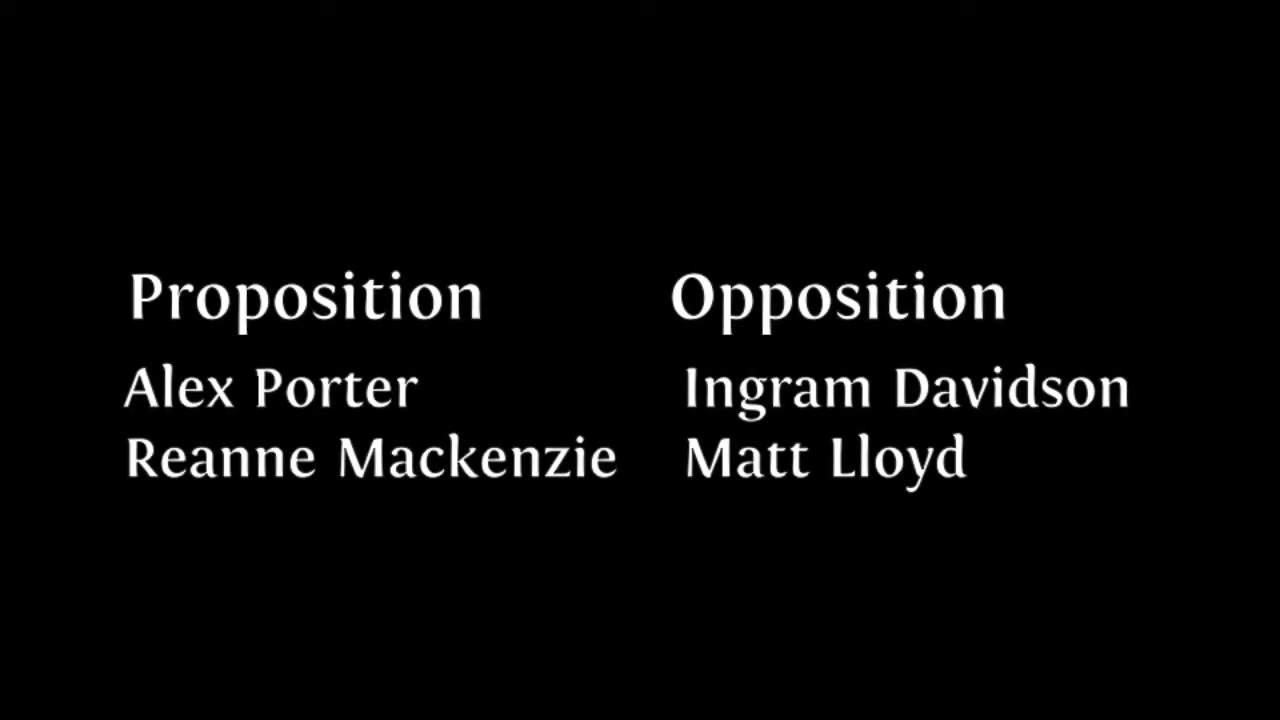 Proposition
Alex Porter
Reanne Mackenzie
Opposition
Ingram Davidson
Matt Lloyd